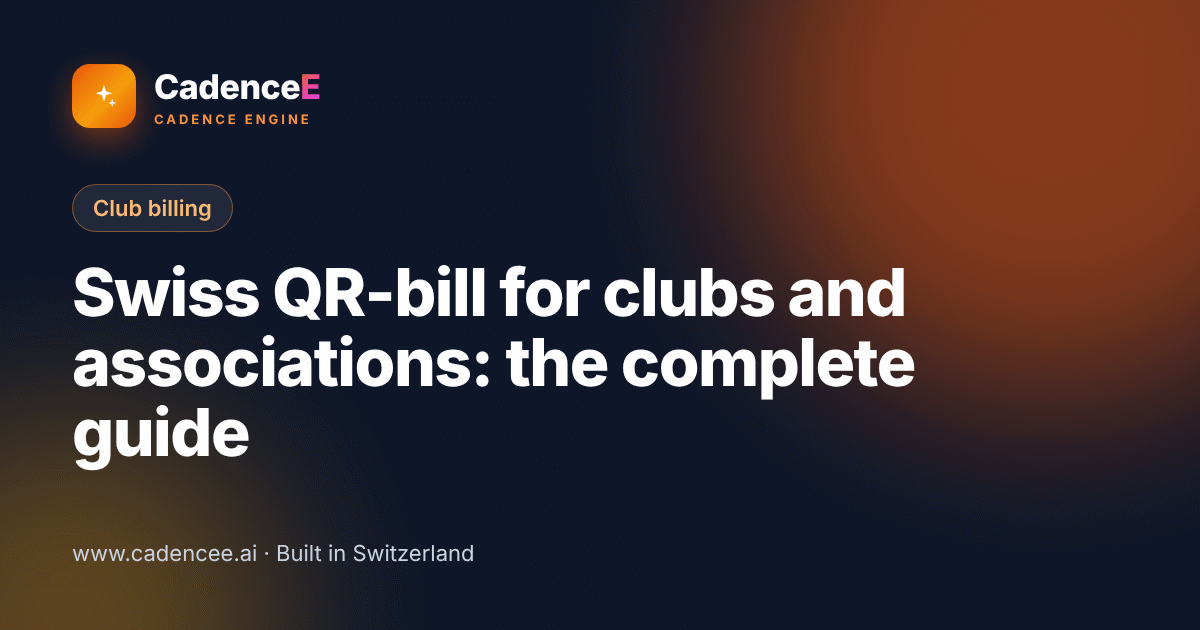 CadenceE
CADENCE ENGINE
Club billing
Swiss QR-bill for clubs and
associations: the complete
guide
www.cadencee.ai · Built in Switzerland